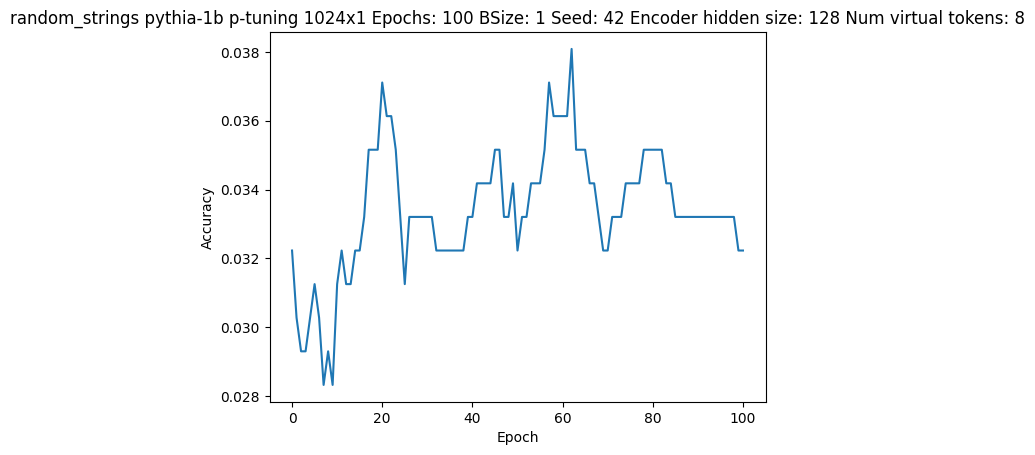 random_strings pythia-1b p-tuning 1024x1 Epochs: 100 BSize: 1 Seed: 42 Encoder hidden size: 128 Num virtual tokens: 8
0.038
0.036
0.034
0.032
0.030
0.028
Accuracy
0 20 40 60 80 100
Epoch